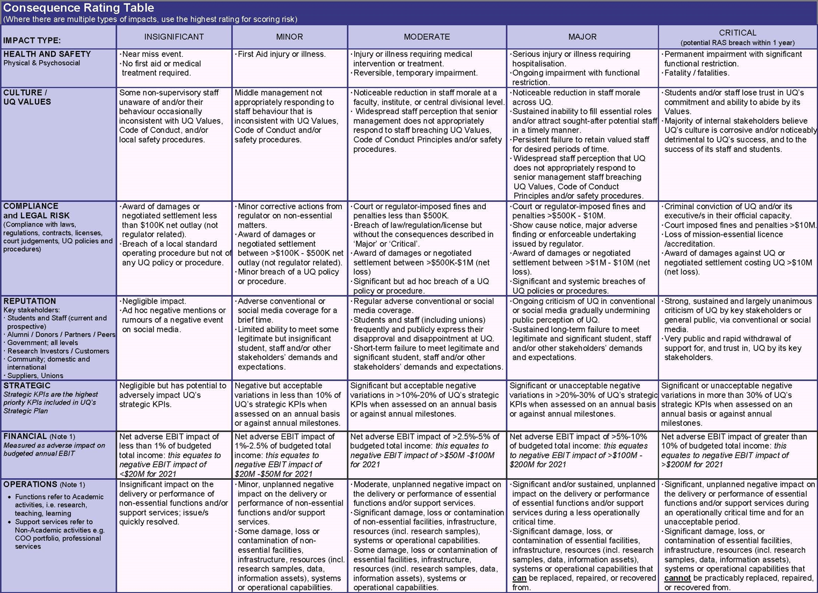 Consequence Rating Table
(Where there are multiple types of impacts, use the highest rating for scoring risk)
IMPACT TYPE:
INSIGNIFICANT
MINOR
MODERATE
MAJOR
CRITICAL
(potential RAS breach within 1 year)
HEALTH AND SAFETY
Physical & Psychosocial
·Near miss event.
·No first aid or medical
treatment required.
·First Aid injury or illness.
·Injury or illness requiring medical
intervention or treatment.
·Reversible, temporary impairment.
·Serious injury or illness requiring
hospitalisation.
·Ongoing impairment with functional
restriction.
·Permanent impairment with significant
functional restriction.
·Fatality / fatalities.
CULTURE /
UQ VALUES
Some non-supervisory staff
unaware of and/or their
behaviour occasionally
inconsistent with UQ Values,
Code of Conduct, and/or
local safety procedures.
Middle management not
appropriately responding to
staff behaviour that is
inconsistent with UQ Values,
Code of Conduct and/or
safety procedures.
·Noticeable reduction in staff morale at a
faculty, institute, or central divisional level.
·Widespread staff perception that senior
management does not appropriately
respond to staff breaching UQ Values,
Code of Conduct Principles and/or safety
procedures.
·Noticeable reduction in staff morale
across UQ.
·Sustained inability to fill essential roles
and/or attract sought-after potential staff
in a timely manner.
·Persistent failure to retain valued staff
for desired periods of time.
·Widespread staff perception that UQ
does not appropriately respond to
senior management staff breaching
UQ Values, Code of Conduct
Principles and/or safety procedures.
·Students and/or staff lose trust in UQ's
commitment and ability to abide by its
Values.
·Majority of internal stakeholders believe
UQ's culture is corrosive and/or noticeably
detrimental to UQ's success, and to the
success of its staff and students.
COMPLIANCE
and LEGAL RISK
(Compliance with laws,
regulations, contracts, licenses,
court judgements, UQ policies and
procedures)
·Award of damages or
negotiated settlement less
than $100K net outlay (not
regulator related).
·Breach of a local standard
operating procedure but not of
any UQ policy or procedure.
·Minor corrective actions from
regulator on non-essential
matters.
·Award of damages or
negotiated settlement
between >$100K - $500K net
outlay (not regulator related).
·Minor breach of a UQ policy
or procedure.
·Court or regulator-imposed fines and
penalties less than $500K.
·Breach of law/regulation/license but
without the consequences described in
'Major' or 'Critical'.
·Award of damages or negotiated
settlement between >$500K-$1M (net
loss)
·Significant but ad hoc breach of a UQ
policy or procedure.
·Court or regulator-imposed fines and
penalties >$500K - $10M.
·Show cause notice, major adverse
finding or enforceable undertaking
issued by regulator.
·Award of damages or negotiated
settlement between >$1M - $10M (net
loss).
·Significant and systemic breaches of
UQ policies or procedures.
·Criminal conviction of UQ and/or its
executive/s in their official capacity.
·Court imposed fines and penalties >$10M.
·Loss of mission-essential licence
/accreditation.
·Award of damages against UQ or
negotiated settlement costing UQ >$10M
(net loss).
REPUTATION
Key stakeholders:
· Students and Staff (current and
prospective)
· Alumni / Donors / Partners / Peers
· Government; all levels
· Research Investors / Customers
· Community; domestic and
international
· Suppliers, Unions
·Negligible impact.
·Ad hoc negative mentions or
rumours of a negative event
on social media.
·Adverse conventional or
social media coverage for a
brief time.
·Limited ability to meet some
legitimate but insignificant
student, staff and/or other
stakeholders' demands and
expectations.
·Regular adverse conventional or social
media coverage.
·Students and staff (including unions)
frequently and publicly express their
disapproval and disappointment at UQ.
·Short-term failure to meet legitimate and
significant student, staff and/or other
stakeholders' demands and expectations.
·Ongoing criticism of UQ in conventional
or social media gradually undermining
public perception of UQ.
·Sustained long-term failure to meet
legitimate and significant student, staff
and/or other stakeholders' demands
and expectations.
·Strong, sustained and largely unanimous
criticism of UQ by key stakeholders or
general public, via conventional or social
media.
·Very public and rapid withdrawal of
support for, and trust in, UQ by its key
stakeholders.
STRATEGIC
Strategic KPIs are the highest
priority KPIs included in UQ's
Strategic Plan
Negligible but has potential to
adversely impact UQ's
strategic KPIs.
Negative but acceptable
variations in less than 10% of
UQ's strategic KPIs when
assessed on an annual basis
or against annual milestones.
Significant but acceptable negative
variations in >10%-20% of UQ's strategic
KPIs when assessed on an annual basis
or against annual milestones.
Significant or unacceptable negative
variations in >20%-30% of UQ's strategic
KPIs when assessed on an annual basis
or against annual milestones.
Significant or unacceptable negative
variations in more than 30% of UQ's
strategic KPIs when assessed on an
annual basis or against annual
milestones.
FINANCIAL (Note 1)
Measured as adverse impact on
budgeted annual EBIT
Net adverse EBIT impact of
less than 1% of budgeted
total income: this equates to
negative EBIT impact of
<$20M for 2021
Net adverse EBIT impact of
1%-2.5% of budgeted total
income: this equates to
negative EBIT impact of
$20M -$50M for 2021
Net adverse EBIT impact of >2.5%-5% of
budgeted total income: this equates to
negative EBIT impact of >$50M -$100M
for 2021
Net adverse EBIT impact of >5%-10%
of budgeted total income: this equates
to negative EBIT impact of >$100M -
$200M for 2021
Net adverse EBIT impact of greater than
10% of budgeted total income: this
equates to negative EBIT impact of
>$200M for 2021
OPERATIONS (Note 1)
• Functions refer to Academic
activities, i.e. research,
teaching, learning
• Support services refer to
Non-Academic activities e.g.
COO portfolio, professional
services
Insignificant impact on the
delivery or performance of
non-essential functions and/or
support services; issue/s
quickly resolved.
·Minor, unplanned negative
impact on the delivery or
performance of non-essential
functions and/or support
services.
·Some damage, loss or
contamination of non-
essential facilities,
infrastructure, resources (incl.
research samples, data,
information assets), systems
or operational capabilities.
·Moderate, unplanned negative impact on
the delivery or performance of essential
functions and/or support services.
·Significant damage, loss or contamination
of non-essential facilities, infrastructure,
resources (incl. research samples),
systems or operational capabilities.
·Some damage, loss or contamination of
essential facilities, infrastructure,
resources (incl. research samples, data,
information assets), systems or
operational capabilities.
·Significant and/or sustained, unplanned
impact on the delivery or performance
of essential functions and/or support
services during a less operationally
critical time.
·Significant damage, loss, or
contamination of essential facilities,
infrastructure, resources (incl. research
samples, data, information assets),
systems or operational capabilities that
can be replaced, repaired, or recovered
from.
·Significant, unplanned negative impact on
the delivery or performance of essential
functions and/or support services during
an operationally critical time and for an
unacceptable period.
·Significant damage, loss, or
contamination of essential facilities,
infrastructure, resources (incl. research
samples, data, information assets),
systems or operational capabilities that
cannot be practicably replaced, repaired,
or recovered from.